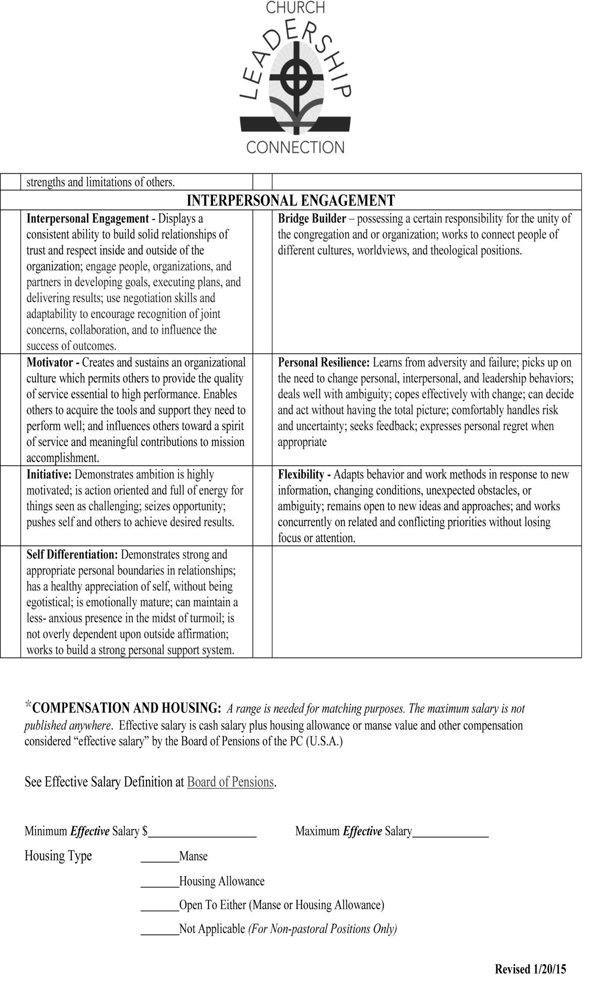 CHURCH
LEADERSHIP
CONNECTION
strengths and limitations of others.
INTERPERSONAL ENGAGEMENT
Interpersonal Engagement - Displays a
consistent ability to build solid relationships of
trust and respect inside and outside of the
organization; engage people, organizations, and
partners in developing goals, executing plans, and
delivering results; use negotiation skills and
adaptability to encourage recognition of joint
concerns, collaboration, and to influence the
success of outcomes.
Bridge Builder – possessing a certain responsibility for the unity of
the congregation and or organization; works to connect people of
different cultures, worldviews, and theological positions.
Motivator - Creates and sustains an organizational
culture which permits others to provide the quality
of service essential to high performance. Enables
others to acquire the tools and support they need to
perform well; and influences others toward a spirit
of service and meaningful contributions to mission
accomplishment.
Personal Resilience: Learns from adversity and failure; picks up on
the need to change personal, interpersonal, and leadership behaviors;
deals well with ambiguity; copes effectively with change; can decide
and act without having the total picture; comfortably handles risk
and uncertainty; seeks feedback; expresses personal regret when
appropriate
Initiative: Demonstrates ambition is highly
motivated; is action oriented and full of energy for
things seen as challenging; seizes opportunity;
pushes self and others to achieve desired results.
Flexibility - Adapts behavior and work methods in response to new
information, changing conditions, unexpected obstacles, or
ambiguity; remains open to new ideas and approaches; and works
concurrently on related and conflicting priorities without losing
focus or attention.
Self Differentiation: Demonstrates strong and
appropriate personal boundaries in relationships;
has a healthy appreciation of self, without being
egotistical; is emotionally mature; can maintain a
less- anxious presence in the midst of turmoil; is
not overly dependent upon outside affirmation;
works to build a strong personal support system.
*COMPENSATION AND HOUSING: A range is needed for matching purposes. The maximum salary is not
published anywhere. Effective salary is cash salary plus housing allowance or manse value and other compensation
considered “effective salary” by the Board of Pensions of the PC (U.S.A.)
See Effective Salary Definition at Board of Pensions.
Minimum Effective Salary $_________________ Maximum Effective Salary____________
Housing Type ______Manse
______Housing Allowance
______Open To Either (Manse or Housing Allowance)
______Not Applicable (For Non-pastoral Positions Only)
Revised 1/20/15